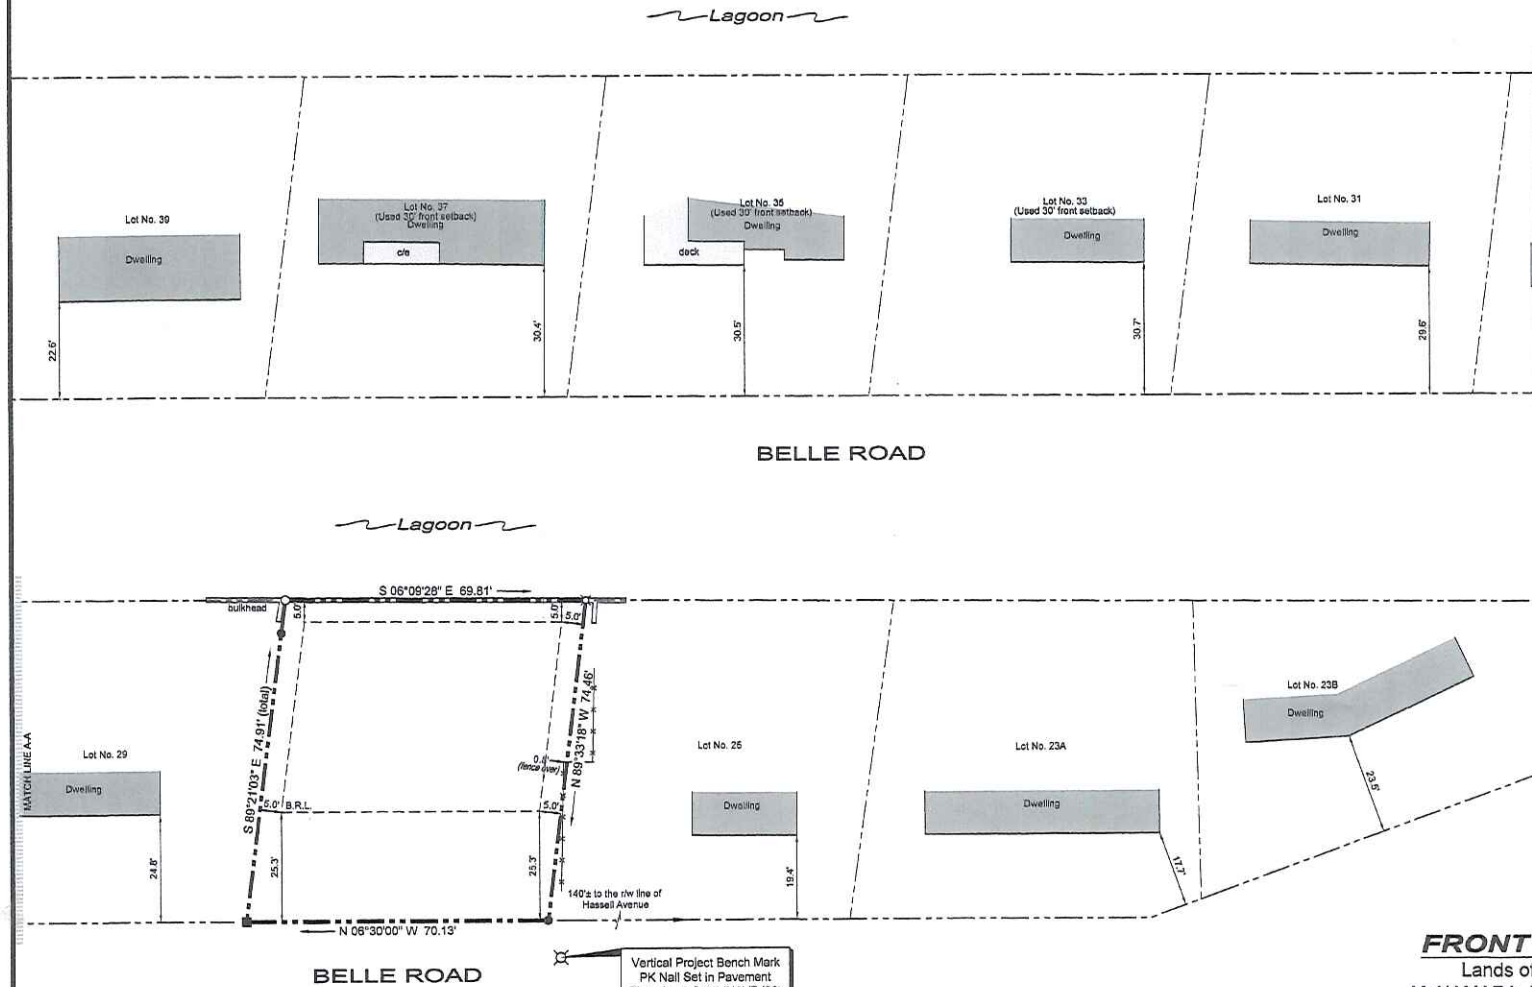 Lagoon
Lot No. 39
Dwelling
22.6'
Lot No. 37
(Used 30' front setback)
Dwelling
c/e
30.4'
Lot No. 35
(Used 30' front setback)
Dwelling
deck
30.5'
Lot No. 33
(Used 30' front setback)
Dwelling
30.7'
Lot No. 31
Dwelling
29.6'
BELLE ROAD
Lagoon
S 06°09'28" E 69.81'
bulkhead
5.0'
5.0'
5.0'
MATCH LINE A-A
Lot No. 29
Dwelling
24.8'
S 89°21'03" E 74.91' (total)
N 89°33'18" W 74.46'
(fence over)
5.0' B.R.L.
5.0'
25.3'
25.3'
140'± to the r/w line of
Hassell Avenue
N 06°30'00" W 70.13'
Lot No. 25
Dwelling
19.4'
Lot No. 23A
Dwelling
17.7'
Lot No. 23B
Dwelling
23.5'
BELLE ROAD
Vertical Project Bench Mark
PK Nail Set in Pavement
FRONT
Lands of